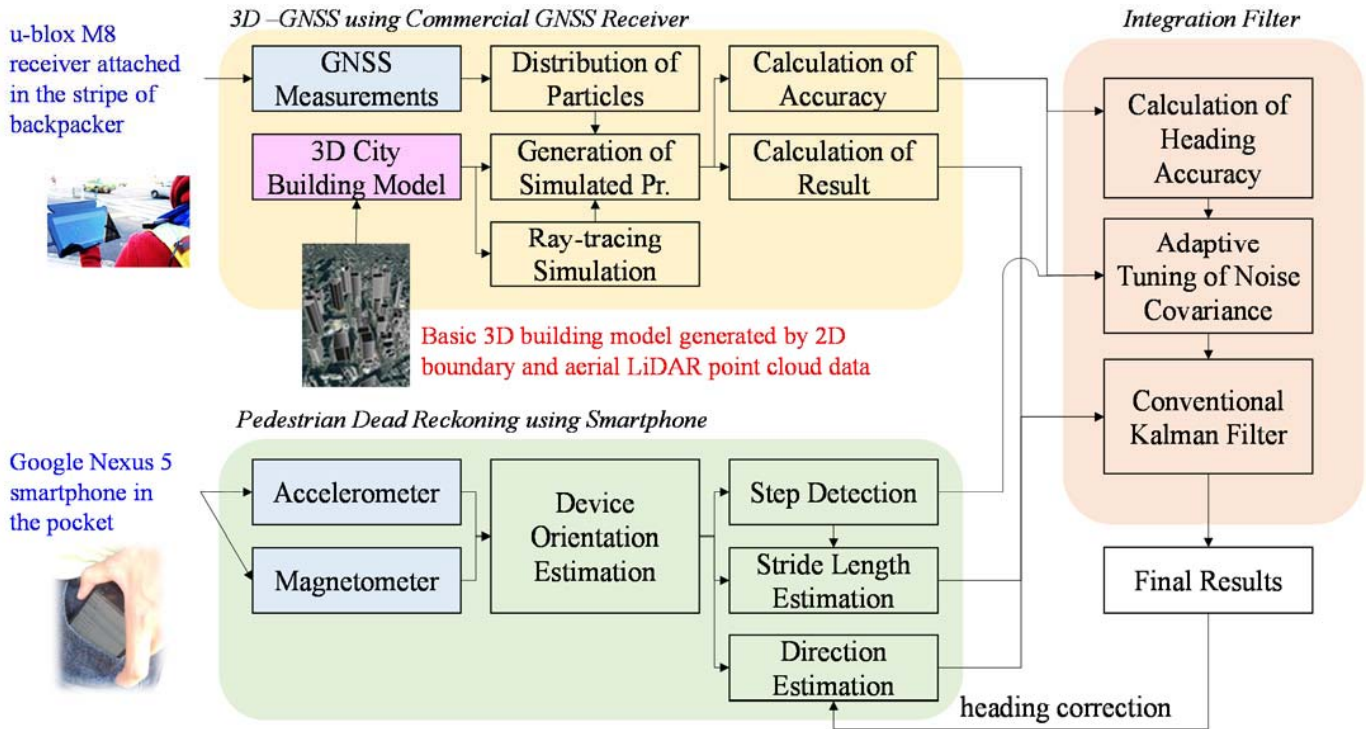 3D –GNSS using Commercial GNSS Receiver
Integration Filter
u-blox M8
receiver attached
in the stripe of
backpacker
GNSS
Measurements
Distribution of
Particles
Calculation of
Accuracy
3D City
Building Model
Generation of
Simulated Pr.
Calculation of
Result
Ray-tracing
Simulation
Basic 3D building model generated by 2D
boundary and aerial LiDAR point cloud data
Calculation of
Heading
Accuracy
Adaptive
Tuning of Noise
Covariance
Conventional
Kalman Filter
Pedestrian Dead Reckoning using Smartphone
Google Nexus 5
smartphone in
the pocket
Accelerometer
Magnetometer
Device
Orientation
Estimation
Step Detection
Stride Length
Estimation
Direction
Estimation
Final Results
heading correction